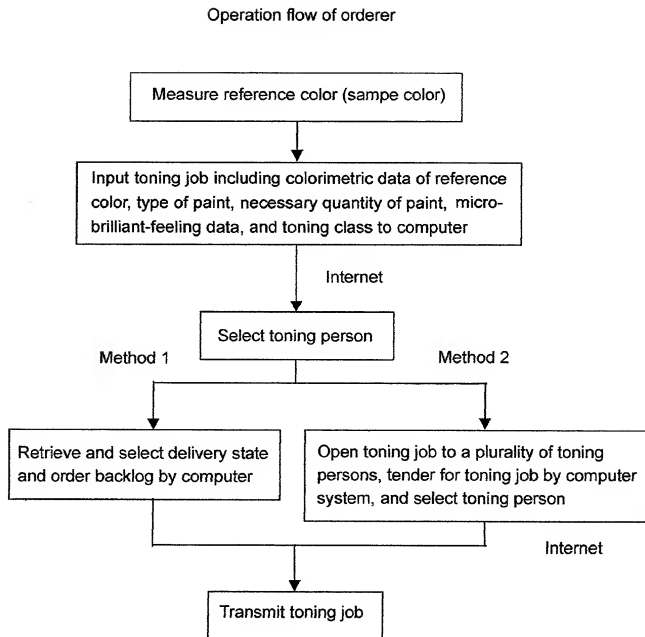 Operation flow of orderer
Measure reference color (sampe color)
Input toning job including colorimetric data of reference
color, type of paint, necessary quantity of paint, micro-
brilliant-feeling data, and toning class to computer
Internet
Select toning person
Method 1
Method 2
Retrieve and select delivery state
and order backlog by computer
Open toning job to a plurality of toning
persons, tender for toning job by computer
system, and select toning person
Internet
Transmit toning job